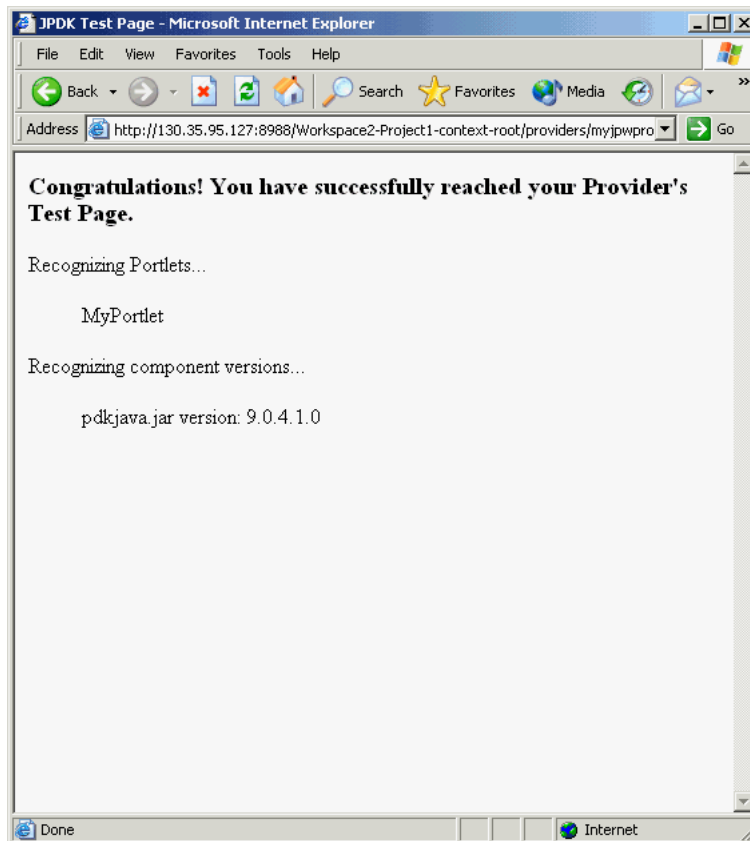 JPDK Test Page - Microsoft Internet Explorer
File Edit View Favorites Tools Help
Back Search Favorites Media »
Address http://130.35.95.127:8988/Workspace2-Project1-context-root/providers/myjpwpro Go
Congratulations! You have successfully reached your Provider's
Test Page.
Recognizing Portlets...
MyPortlet
Recognizing component versions...
pdkjava.jar version: 9.0.4.1.0
Done Internet